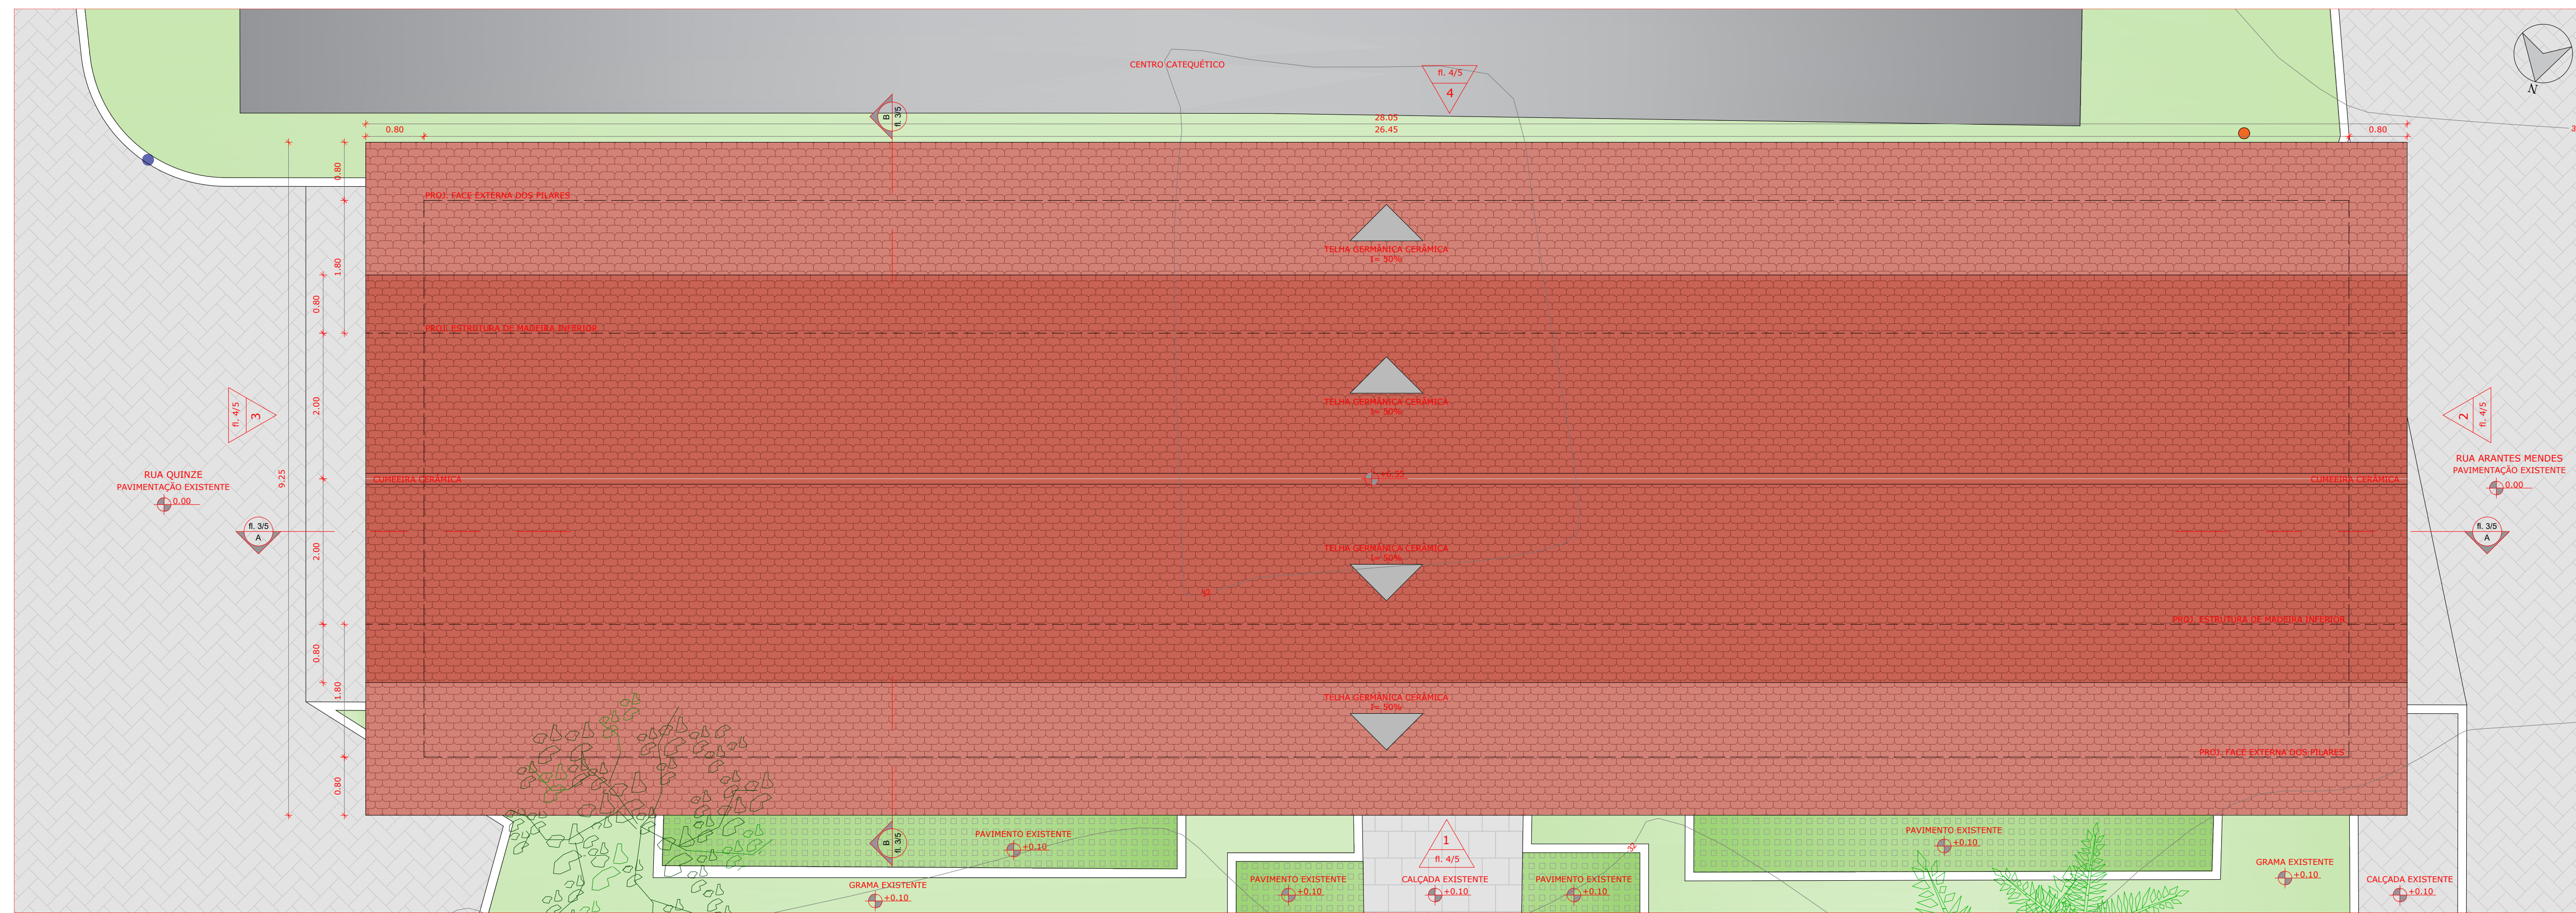 CENTRO CATEQUÉTICO
fl. 4/5
4
N
B
fl. 3/5
28.05
0.80
26.45
0.80
0.80
PROJ. FACE EXTERNA DOS PILARES
TELHA GERMÂNICA CERÂMICA
I= 50%
1.80
0.80
PROJ. ESTRUTURA DE MADEIRA INFERIOR
TELHA GERMÂNICA CERÂMICA
I= 50%
2.00
fl. 4/5
3
2
fl. 4/5
RUA QUINZE
PAVIMENTAÇÃO EXISTENTE
0.00
9.25
CUMEEIRA CERÂMICA
+6.55
CUMEEIRA CERÂMICA
RUA ARANTES MENDES
PAVIMENTAÇÃO EXISTENTE
0.00
fl. 3/5
A
fl. 3/5
A
2.00
TELHA GERMÂNICA CERÂMICA
I= 50%
PROJ. ESTRUTURA DE MADEIRA INFERIOR
0.80
1.80
TELHA GERMÂNICA CERÂMICA
I= 50%
PROJ. FACE EXTERNA DOS PILARES
0.80
B
fl. 3/5
PAVIMENTO EXISTENTE
+0.10
1
fl. 4/5
32
PAVIMENTO EXISTENTE
+0.10
GRAMA EXISTENTE
+0.10
PAVIMENTO EXISTENTE
+0.10
CALÇADA EXISTENTE
+0.10
PAVIMENTO EXISTENTE
+0.10
GRAMA EXISTENTE
+0.10
CALÇADA EXISTENTE
+0.10